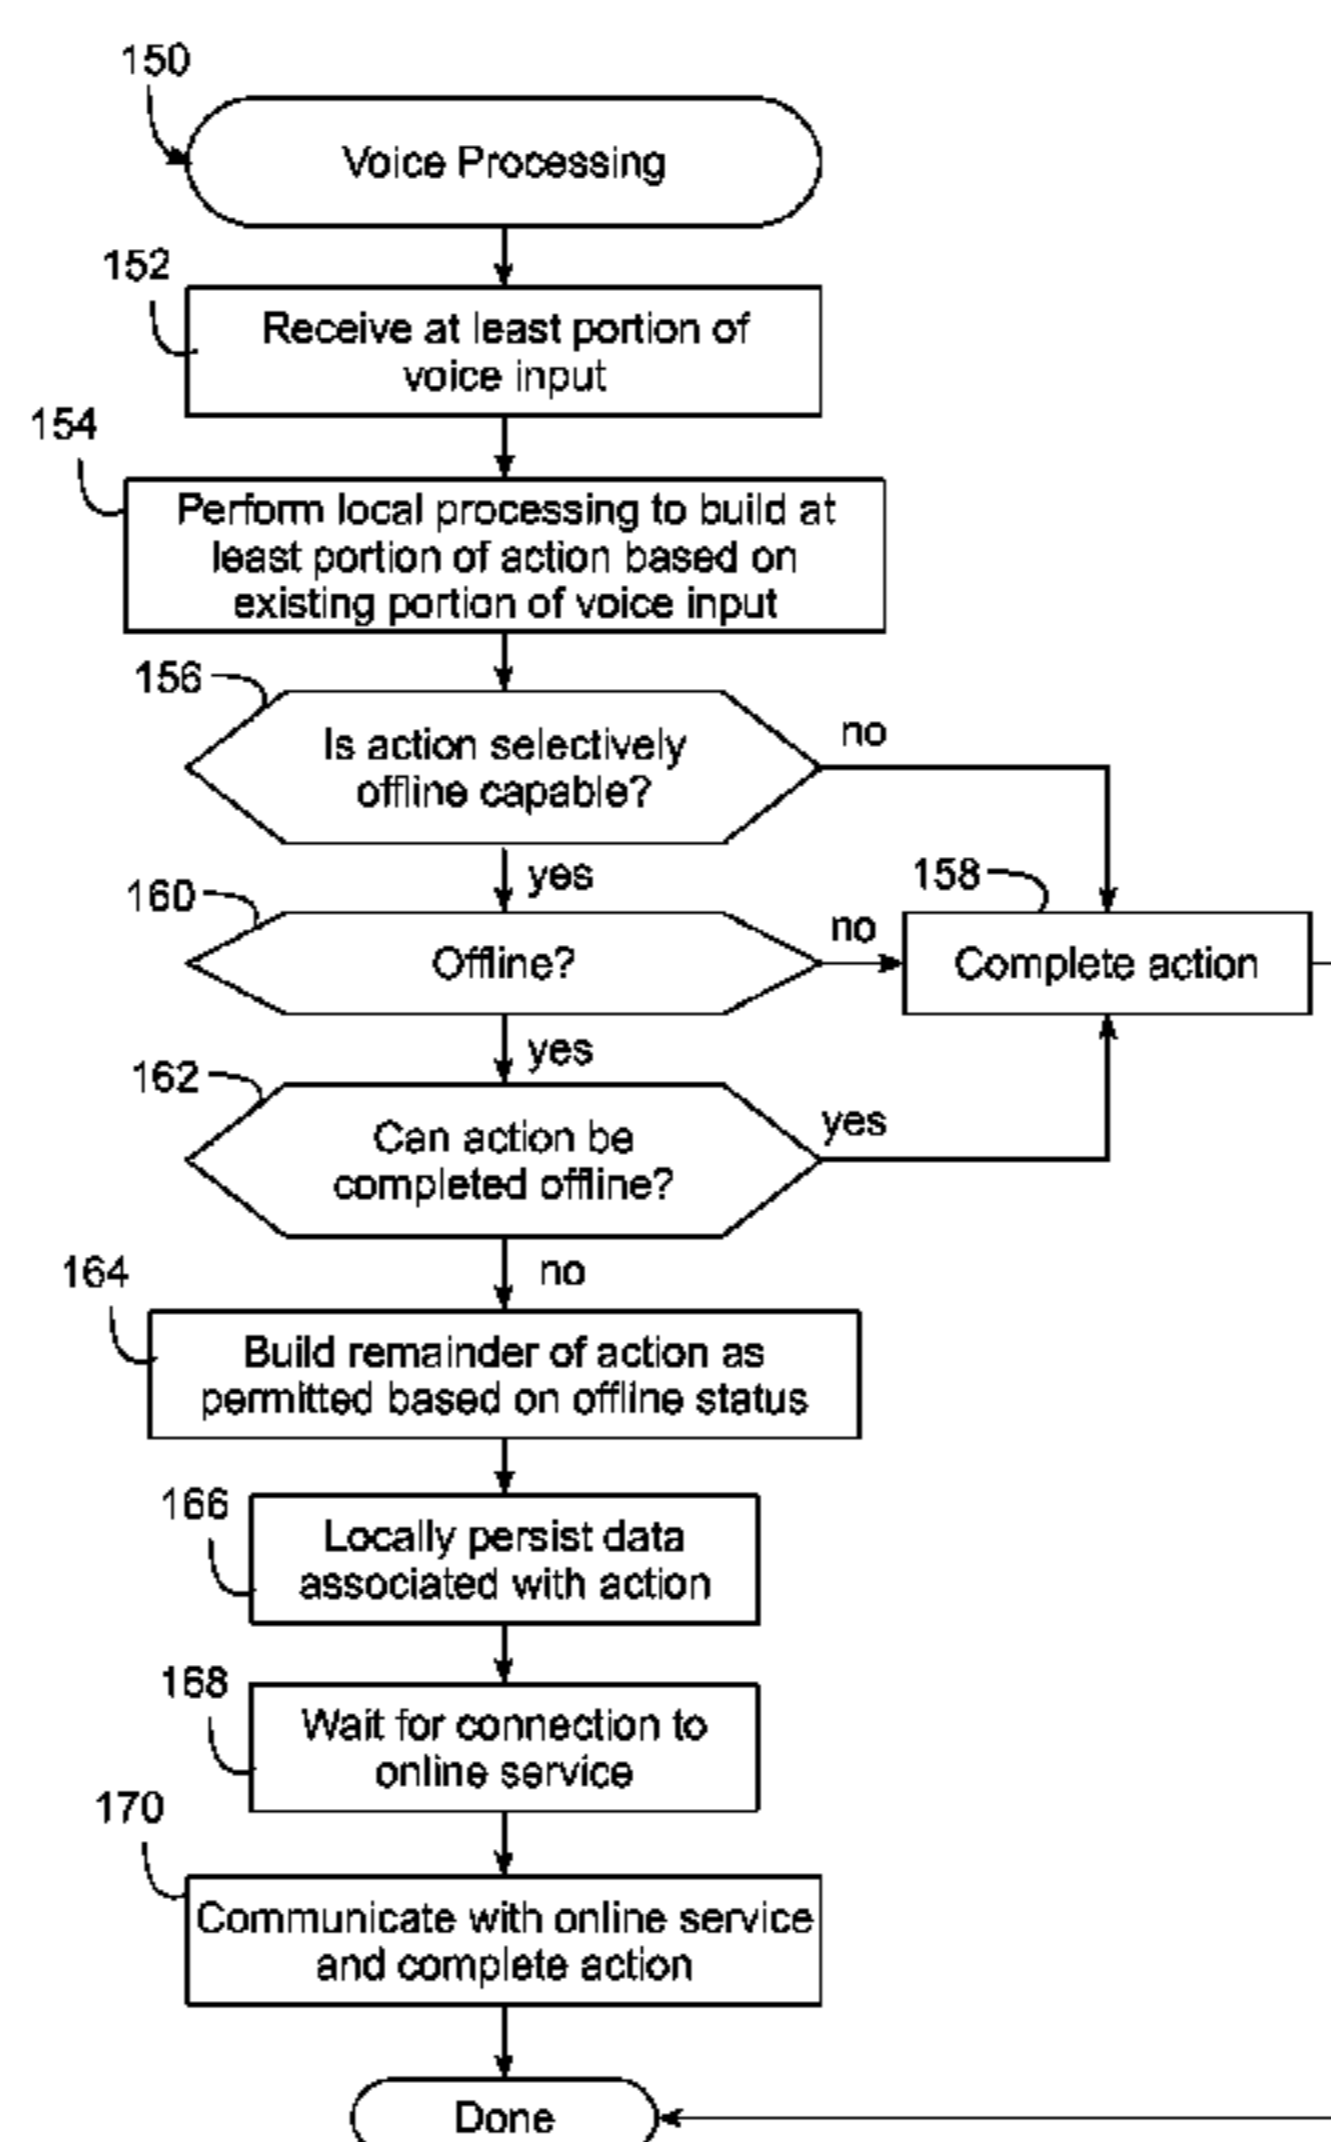 150
Voice Processing
152
Receive at least portion of
voice input
154
Perform local processing to build at
least portion of action based on
existing portion of voice input
156
Is action selectively
offline capable?
no
yes
158
160
Offline?
no
Complete action
yes
162
Can action be
completed offline?
yes
no
164
Build remainder of action as
permitted based on offline status
166
Locally persist data
associated with action
168
Wait for connection to
online service
170
Communicate with online service
and complete action
Done